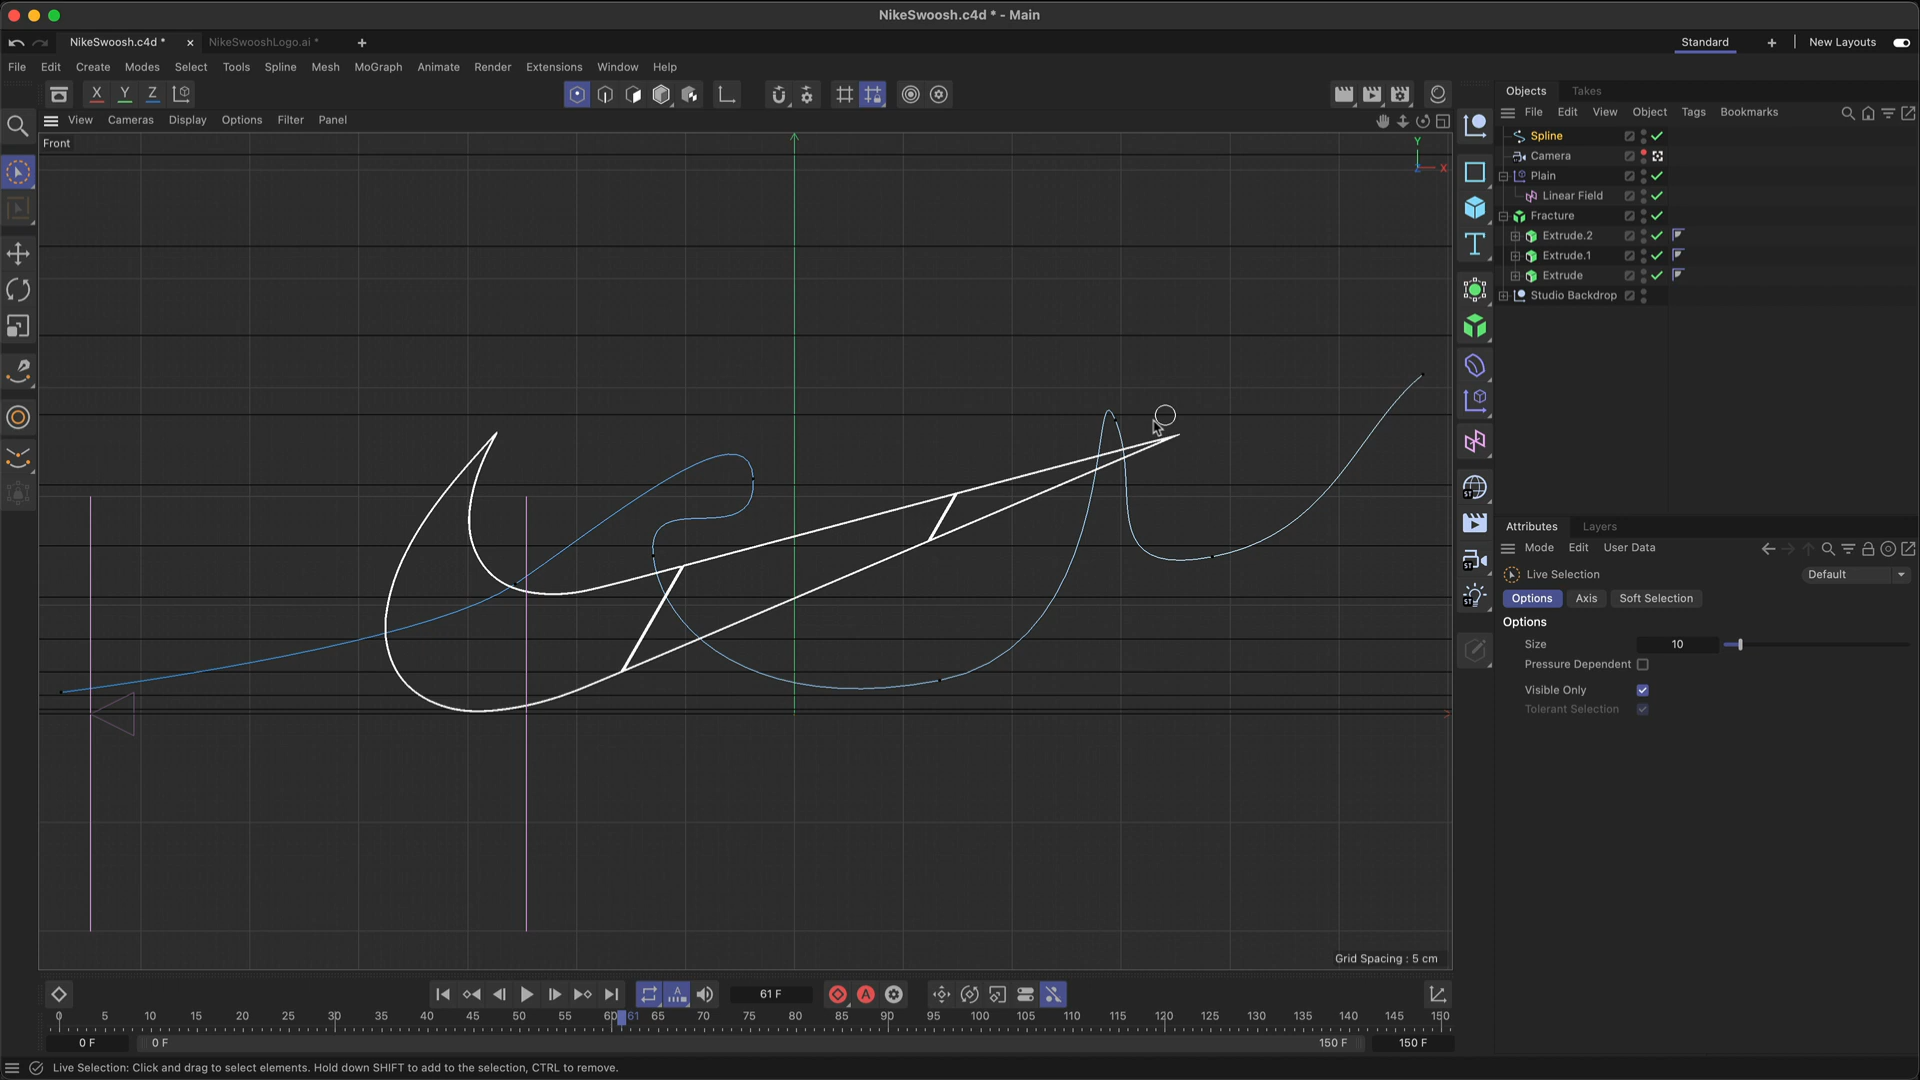 NikeSwoosh.c4d * - Main
NikeSwoosh.c4d *
NikeSwooshLogo.ai *
Standard
New Layouts
File Edit Create Modes Select Tools Spline Mesh MoGraph Animate Render Extensions Window Help
X Y Z
View Cameras Display Options Filter Panel
Front
Y
Z X
Grid Spacing : 5 cm
ST
ST
ST
Objects Takes
File Edit View Object Tags Bookmarks
Spline
Camera
Plain
Linear Field
Fracture
Extrude.2
Extrude.1
Extrude
Studio Backdrop
Attributes Layers
Mode Edit User Data
Live Selection
Default
Options Axis Soft Selection
Options
Size 10
Pressure Dependent
Visible Only
Tolerant Selection
A
61 F
A
0 5 10 15 20 25 30 35 40 45 50 55 60 61 65 70 75 80 85 90 95 100 105 110 115 120 125 130 135 140 145 150
0 F 0 F 150 F 150 F
Live Selection: Click and drag to select elements. Hold down SHIFT to add to the selection, CTRL to remove.